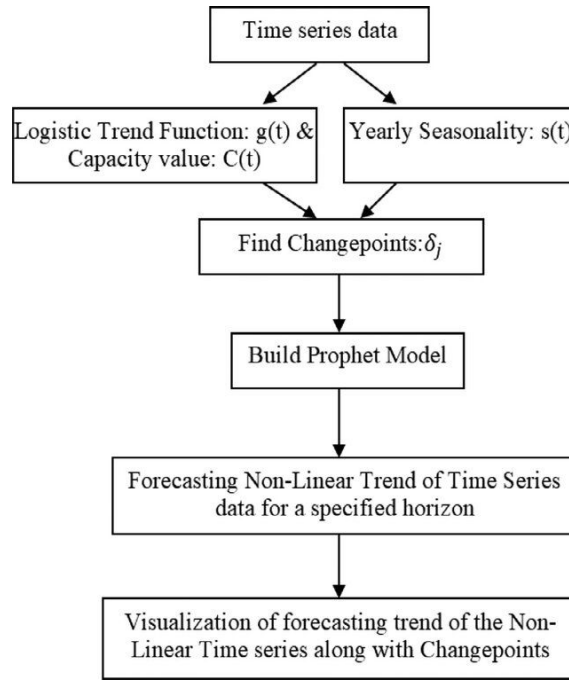 Time series data
Logistic Trend Function: g(t) &
Capacity value: C(t)
Yearly Seasonality: s(t)
Find Changepoints:δⱼ
Build Prophet Model
Forecasting Non-Linear Trend of Time Series
data for a specified horizon
Visualization of forecasting trend of the Non-
Linear Time series along with Changepoints